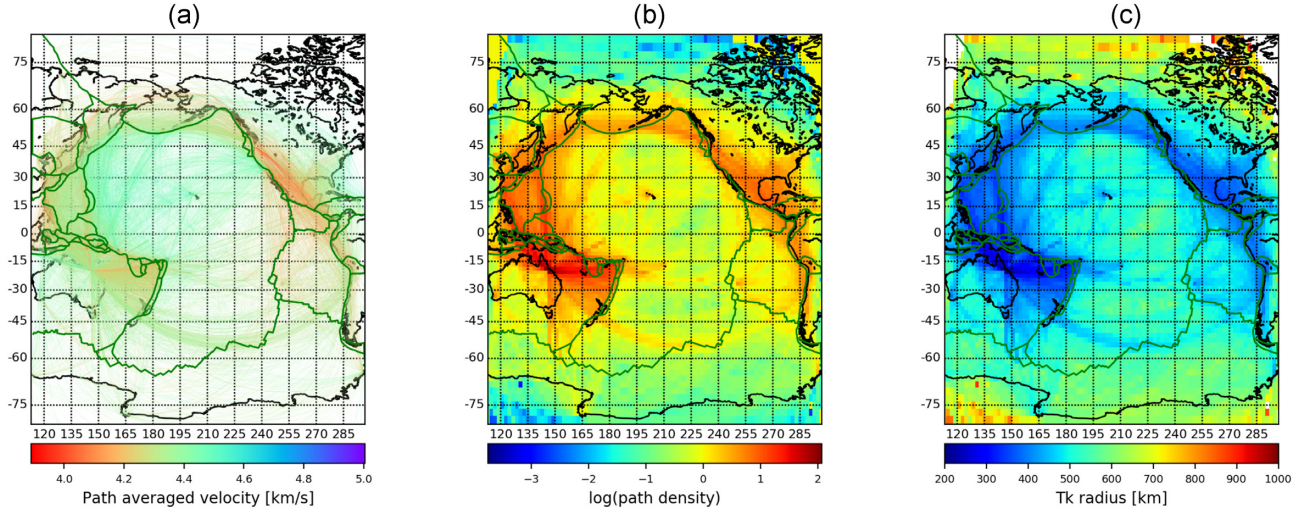 (a) (b) (c)
75 75 75
60 60 60
45 45 45
30 30 30
15 15 15
0 0 0
-15 -15 -15
-30 -30 -30
-45 -45 -45
-60 -60 -60
-75 -75 -75
120 135 150 165 180 195 210 225 240 255 270 285 120 135 150 165 180 195 210 225 240 255 270 285 120 135 150 165 180 195 210 225 240 255 270 285
4.0 4.2 4.4 4.6 4.8 5.0 −3 −2 −1 0 1 2 200 300 400 500 600 700 800 900 1000
Path averaged velocity [km/s] log(path density) Tk radius [km]